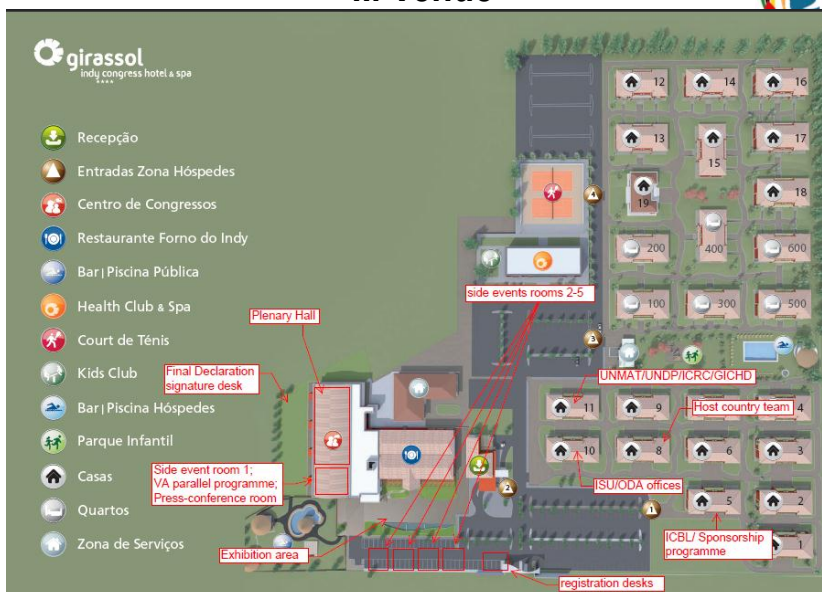 girassol
indy congress hotel & spa
****
Recepção
Entradas Zona Hóspedes
Centro de Congressos
Restaurante Forno do Indy
Bar|Piscina Pública
Health Club & Spa
Court de Ténis
Kids Club
Bar|Piscina Hóspedes
Parque Infantil
Casas
Quartos
Zona de Serviços
12
14
16
13
15
17
19
18
4
200
400
600
100
300
500
3
side events rooms 2-5
Plenary Hall
Final Declaration
signature desk
UNMAT/UNDP/ICRC/GICHD
11
9
Host country team
4
10
8
6
3
Side event room 1;
VA parallel programme;
Press-conference room
ISU/ODA offices
2
1
5
2
ICBL/ Sponsorship
programme
1
Exhibition area
registration desks